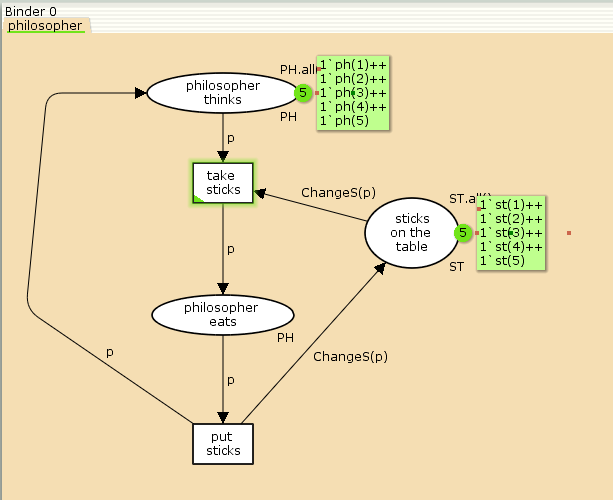 Binder 0
philosopher
PH.all
1`ph(1)++
1`ph(2)++
1`ph(3)++
1`ph(4)++
1`ph(5)
philosopher
thinks
5
PH
p
take
sticks
ChangeS(p)
ST.all()
1`st(1)++
1`st(2)++
1`st(3)++
1`st(4)++
1`st(5)
sticks
on the
table
5
ST
p
philosopher
eats
PH
p
ChangeS(p)
p
put
sticks